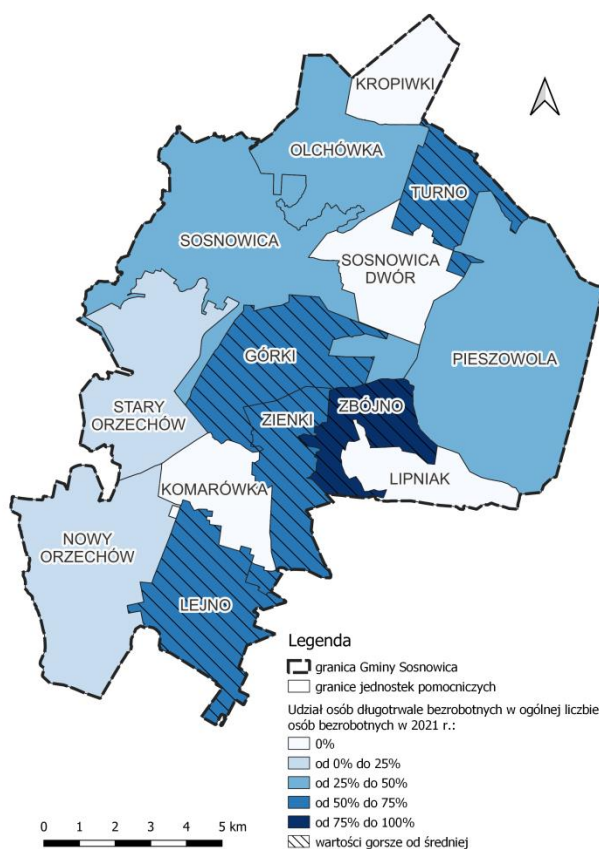 KROPIWKI
OLCHÓWKA
TURNO
SOSNOWICA
SOSNOWICA
DWÓR
GÓRKI
PIESZOWOLA
STARY
ORZECHÓW
ZIENKI
ZBÓJNO
KOMARÓWKA
LIPNIAK
NOWY
ORZECHÓW
LEJNO
Legenda
granica Gminy Sosnowica
granice jednostek pomocniczych
Udział osób długotrwale bezrobotnych w ogólnej liczbie
osób bezrobotnych w 2021 r.:
0%
od 0% do 25%
od 25% do 50%
od 50% do 75%
od 75% do 100%
wartości gorsze od średniej
0 1 2 3 4 5 km